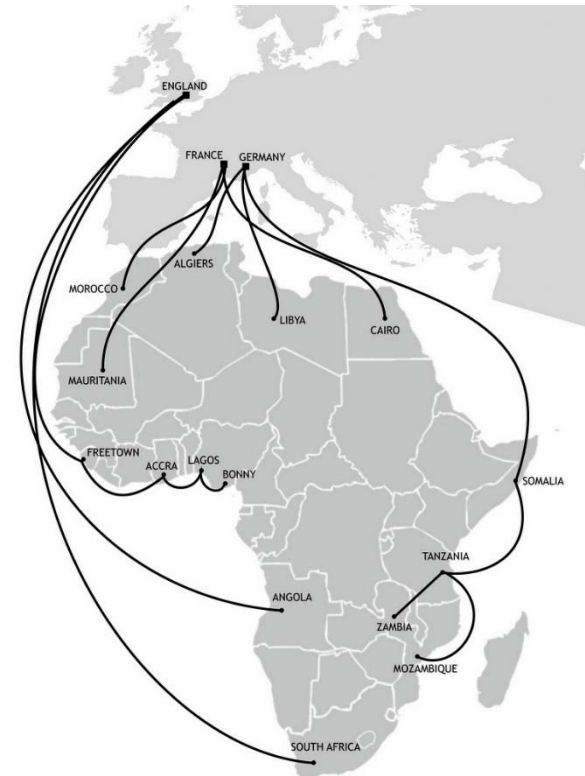 ENGLAND
FRANCE
GERMANY
ALGIERS
MOROCCO
LIBYA
CAIRO
MAURITANIA
FREETOWN
ACCRA
LAGOS
BONNY
SOMALIA
TANZANIA
ANGOLA
ZAMBIA
MOZAMBIQUE
SOUTH AFRICA